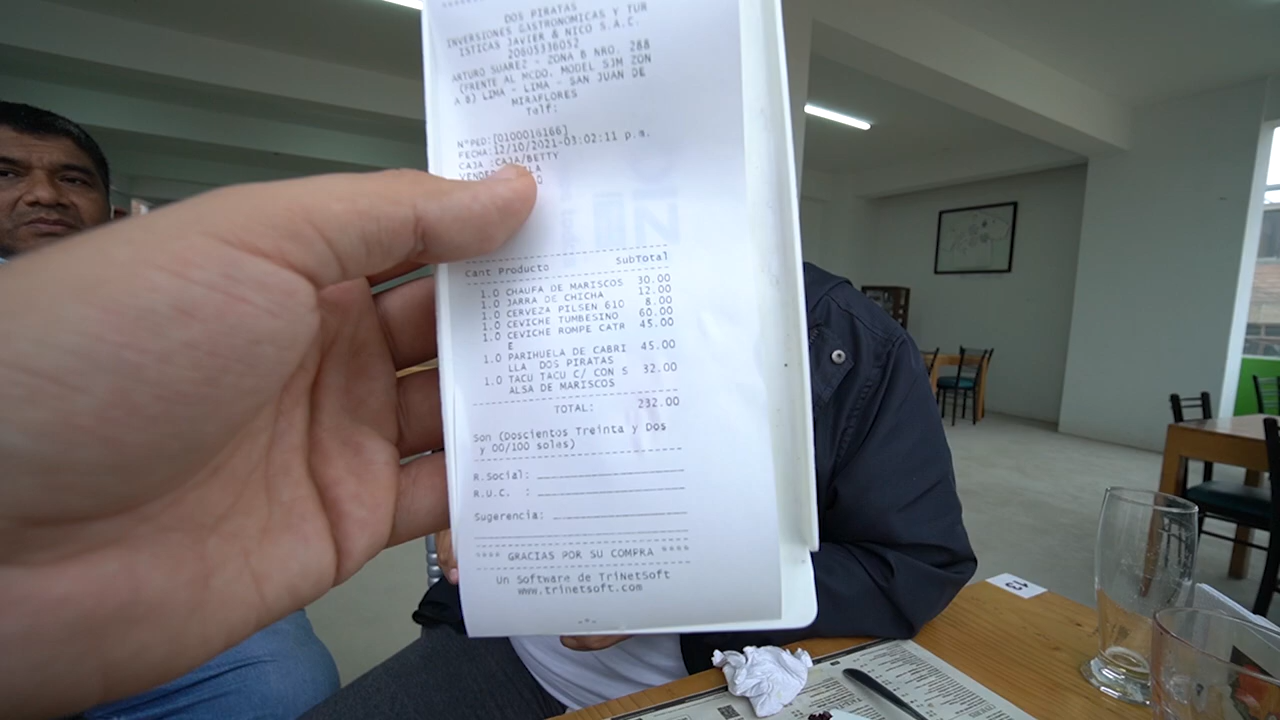 DOS PIRATAS
INVERSIONES GASTRONOMICAS Y TUR
ISTICAS JAVIER & NICO S.A.C.
20605336052
ARTURO SUAREZ - ZONA B NRO. 288
(FRENTE AL MCDO. MODEL SJM ZON
A B) LIMA - LIMA - SAN JUAN DE
MIRAFLORES
Telf:
N°PED:[0100016166]
FECHA:12/10/2021-03:02:11 p.m.
CAJA :CAJA/BETTY
Cant Producto SubTotal
1.0 CHAUFA DE MARISCOS 30.00
1.0 JARRA DE CHICHA 12.00
1.0 CERVEZA PILSEN 610 8.00
1.0 CEVICHE TUMBESINO 60.00
1.0 CEVICHE ROMPE CATR 45.00
E
1.0 PARIHUELA DE CABRI 45.00
LLA DOS PIRATAS
1.0 TACU TACU C/ CON S 32.00
ALSA DE MARISCOS
TOTAL: 232.00
Son (Doscientos Treinta y Dos
y 00/100 soles)
R.Social:
R.U.C. :
Sugerencia:
**** GRACIAS POR SU COMPRA ****
Un Software de TriNetSoft
www.trinetsoft.com
13